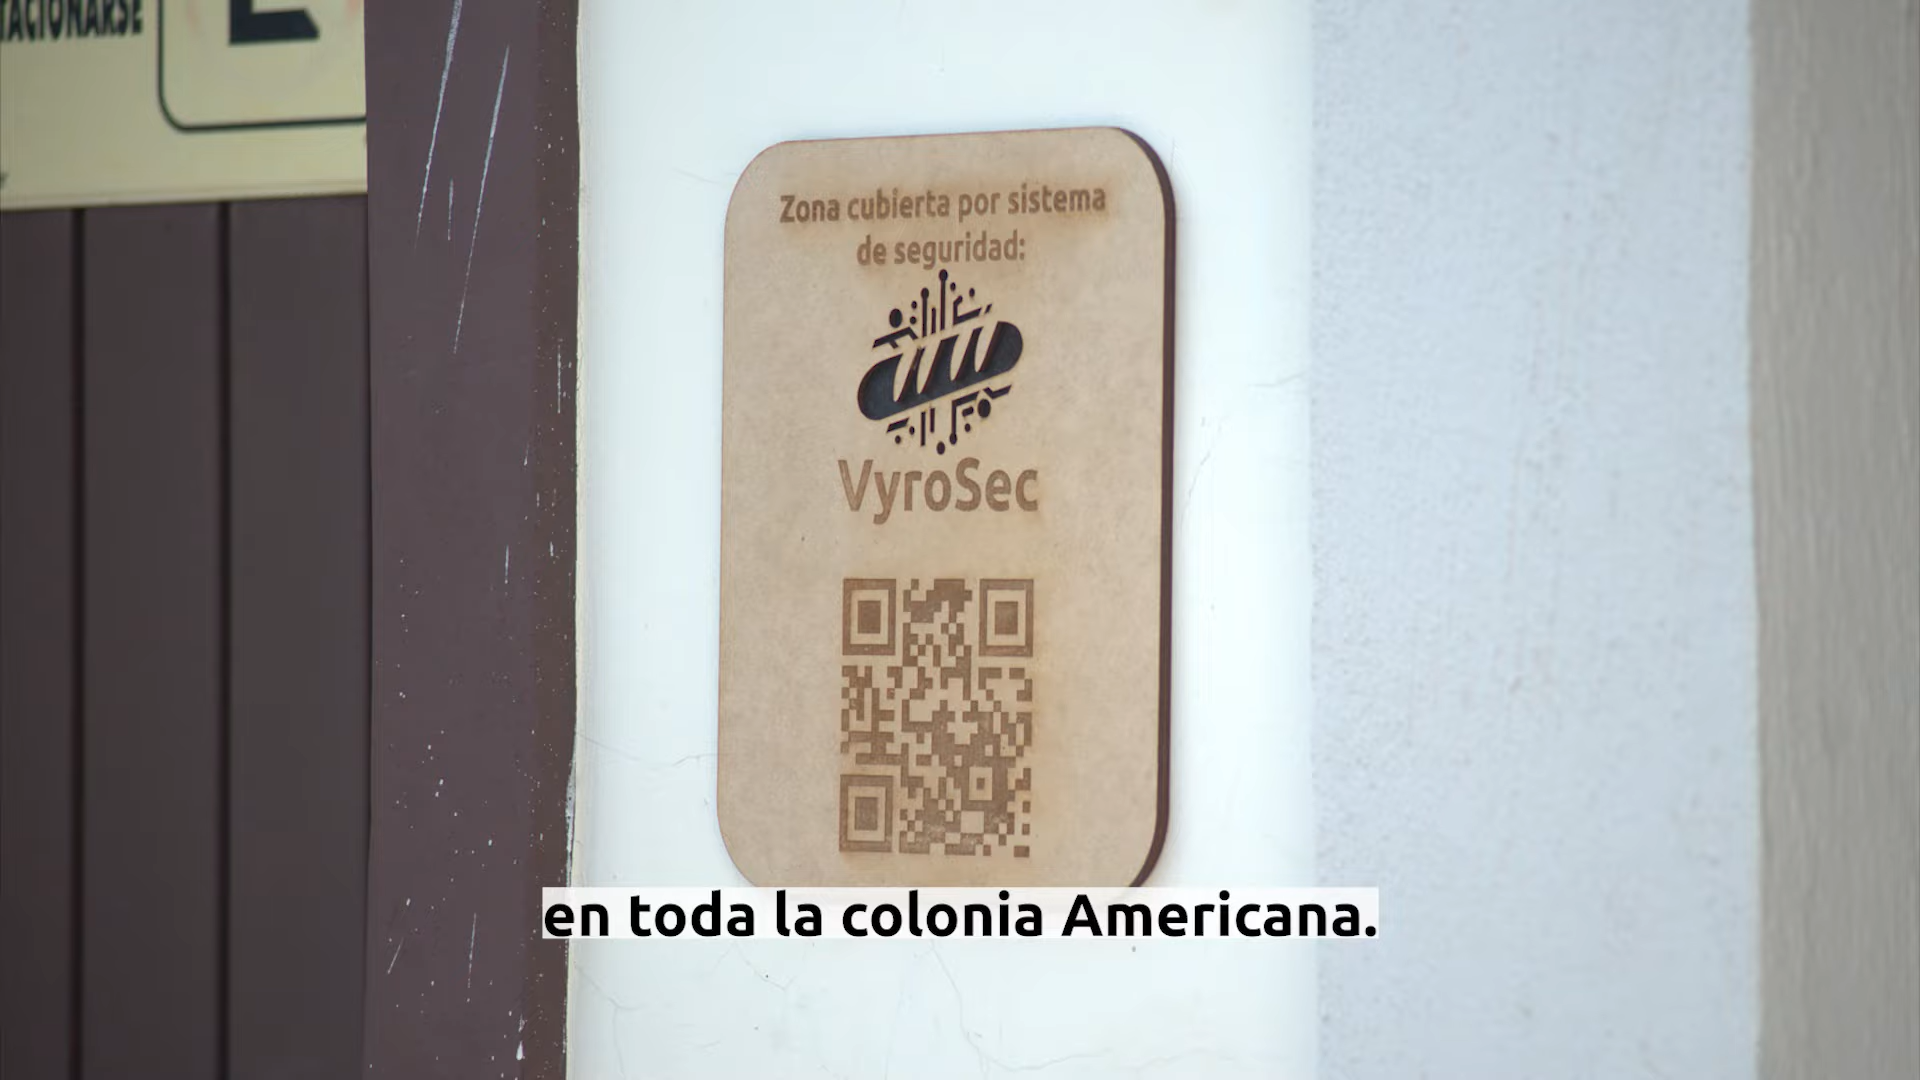 Zona cubierta por sistema
de seguridad:
VyroSec
en toda la colonia Americana.